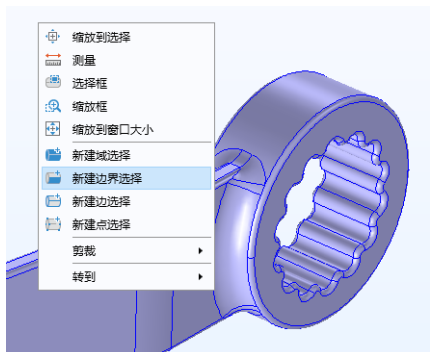 缩放到选择
测量
选择框
缩放框
缩放到窗口大小
新建域选择
新建边界选择
新建边选择
新建点选择
剪裁
转到